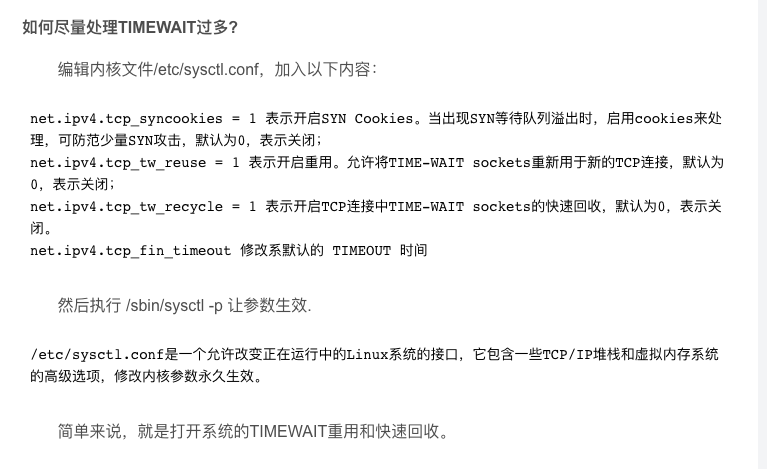 如何尽量处理TIMEWAIT过多?
编辑内核文件/etc/sysctl.conf，加入以下内容：
net.ipv4.tcp_syncookies = 1 表示开启SYN Cookies。当出现SYN等待队列溢出时，启用cookies来处
理，可防范少量SYN攻击，默认为0，表示关闭；
net.ipv4.tcp_tw_reuse = 1 表示开启重用。允许将TIME-WAIT sockets重新用于新的TCP连接，默认为
0，表示关闭；
net.ipv4.tcp_tw_recycle = 1 表示开启TCP连接中TIME-WAIT sockets的快速回收，默认为0，表示关
闭。
net.ipv4.tcp_fin_timeout 修改系默认的 TIMEOUT 时间
然后执行 /sbin/sysctl -p 让参数生效.
/etc/sysctl.conf是一个允许改变正在运行中的Linux系统的接口，它包含一些TCP/IP堆栈和虚拟内存系统
的高级选项，修改内核参数永久生效。
简单来说，就是打开系统的TIMEWAIT重用和快速回收。